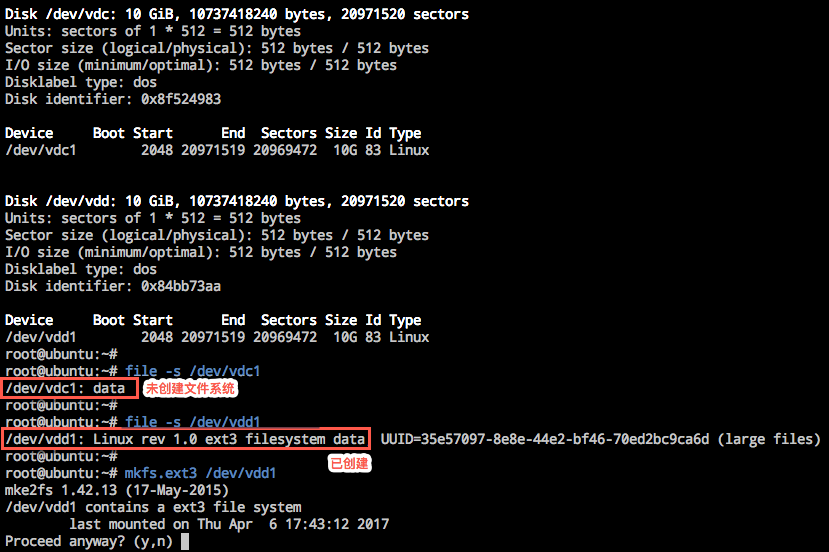 Disk /dev/vdc: 10 GiB, 10737418240 bytes, 20971520 sectors
Units: sectors of 1 * 512 = 512 bytes
Sector size (logical/physical): 512 bytes / 512 bytes
I/O size (minimum/optimal): 512 bytes / 512 bytes
Disklabel type: dos
Disk identifier: 0x8f524983
Device     Boot Start      End  Sectors Size Id Type
/dev/vdc1        2048 20971519 20969472  10G 83 Linux
Disk /dev/vdd: 10 GiB, 10737418240 bytes, 20971520 sectors
Units: sectors of 1 * 512 = 512 bytes
Sector size (logical/physical): 512 bytes / 512 bytes
I/O size (minimum/optimal): 512 bytes / 512 bytes
Disklabel type: dos
Disk identifier: 0x84bb73aa
Device     Boot Start      End  Sectors Size Id Type
/dev/vdd1        2048 20971519 20969472  10G 83 Linux
root@ubuntu:~#
root@ubuntu:~# file -s /dev/vdc1
/dev/vdc1: data 未创建文件系统
root@ubuntu:~#
root@ubuntu:~# file -s /dev/vdd1
/dev/vdd1: Linux rev 1.0 ext3 filesystem data, UUID=35e57097-8e8e-44e2-bf46-70ed2bc9ca6d (large files)
root@ubuntu:~#
已创建
root@ubuntu:~# mkfs.ext3 /dev/vdd1
mke2fs 1.42.13 (17-May-2015)
/dev/vdd1 contains a ext3 file system
last mounted on Thu Apr  6 17:43:12 2017
Proceed anyway? (y,n)